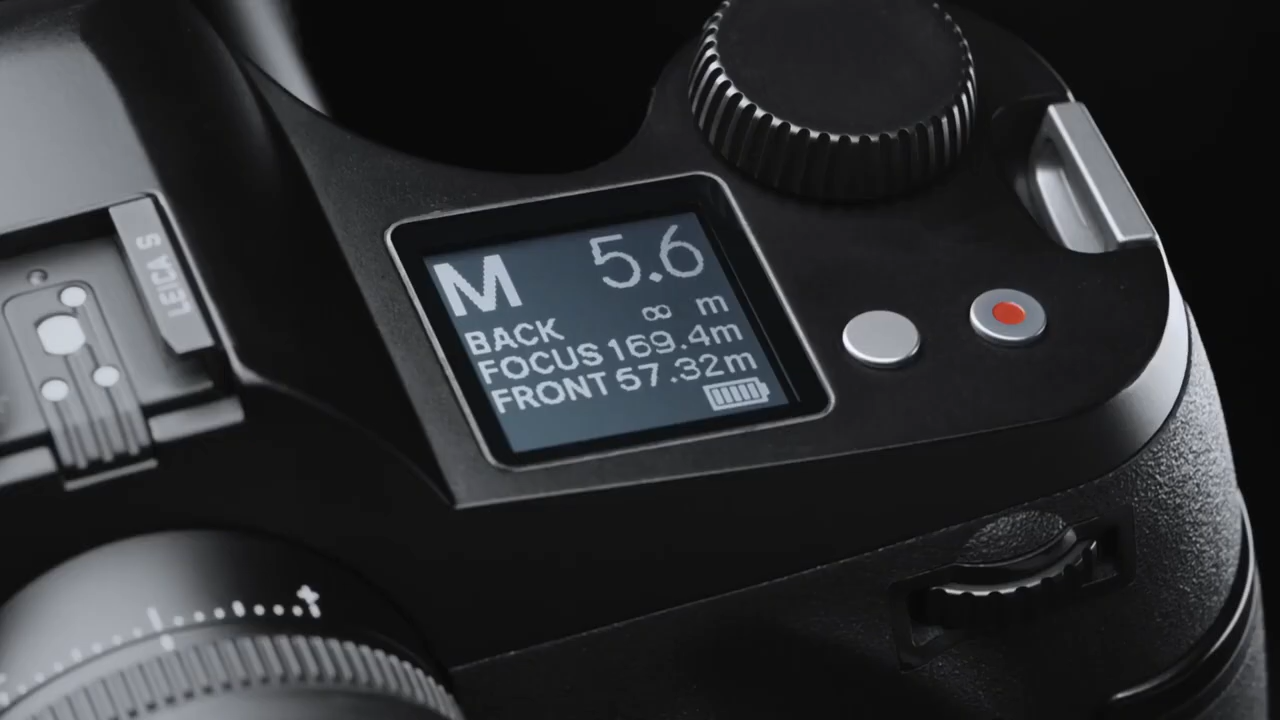 LEICA S
M 5.6
BACK ∞ m
FOCUS 169.4m
FRONT 57.32m